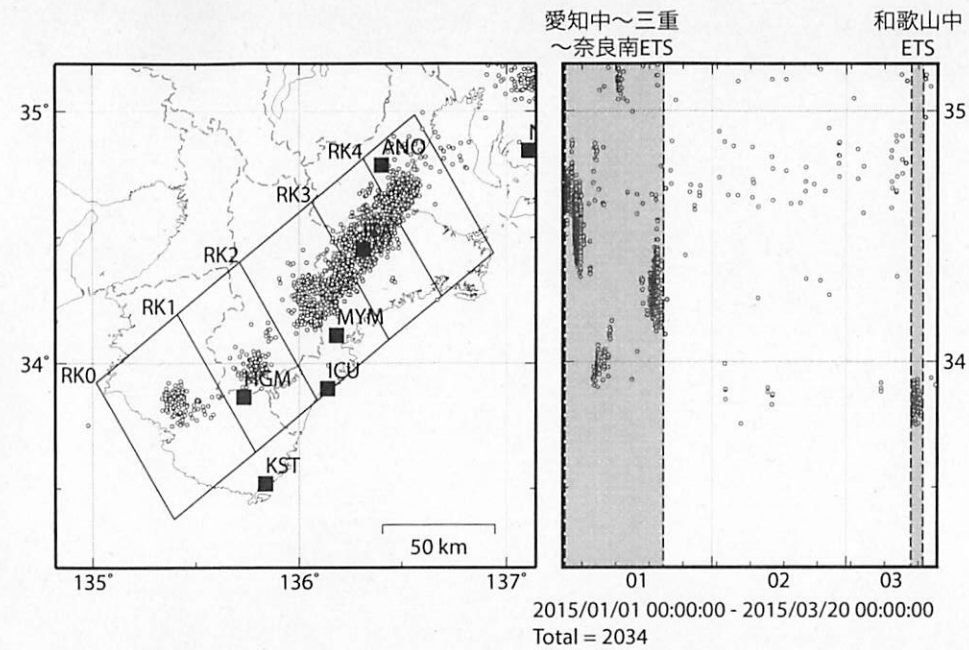 愛知中～三重
～奈良南ETS
和歌山中
ETS
35˚
34˚
RK4
ANO
RK3
RK2
RK1
MYM
RK0
HGM
ICU
KST
50 km
135˚
136˚
137˚
35˚
34˚
01
02
03
2015/01/01 00:00:00 - 2015/03/20 00:00:00
Total = 2034